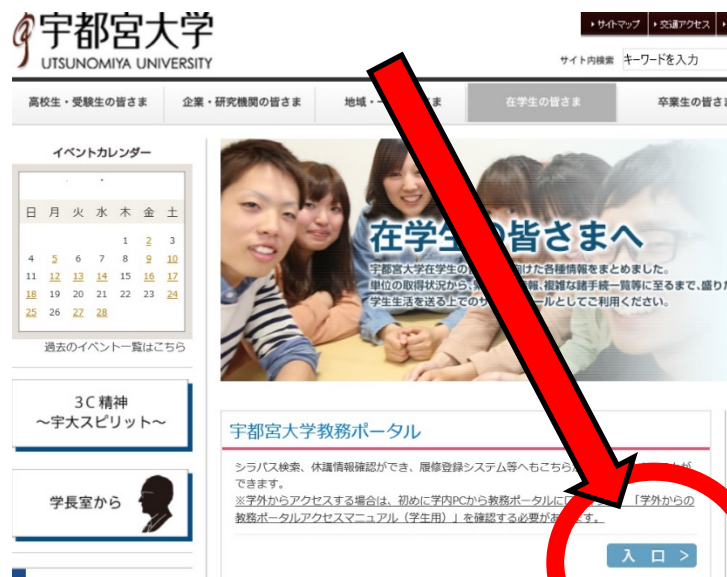 宇都宮大学
UTSUNOMIYA UNIVERSITY
サイトマップ 交通アクセス
サイト内検索 キーワードを入力
高校生・受験生の皆さま 企業・研究機関の皆さま 地域・ 在学生の皆さま 卒業生の皆さ
イベントカレンダー
日 月 火 水 木 金 土
1 2 3
4 5 6 7 8 9 10
11 12 13 14 15 16 17
18 19 20 21 22 23 24
25 26 27 28
過去のイベント一覧はこちら
3C精神
～宇大スピリット～
学長室から
在学生の皆さまへ
宇都宮大学在学生の けた各種情報をまとめました。
単位の取得状況から、 報、複雑な諸手続一覧等に至るまで、盛り
学生生活を送る上でのサ ールとしてご利用ください。
宇都宮大学教務ポータル
シラバス検索、休講情報確認ができ、履修登録システム等へもこちら が
できます。
※学外からアクセスする場合は、初めに学内PCから教務ポータルに 「学外からの
教務ポータルアクセスマニュアル（学生用）」を確認する必要があ ます。
入口 >